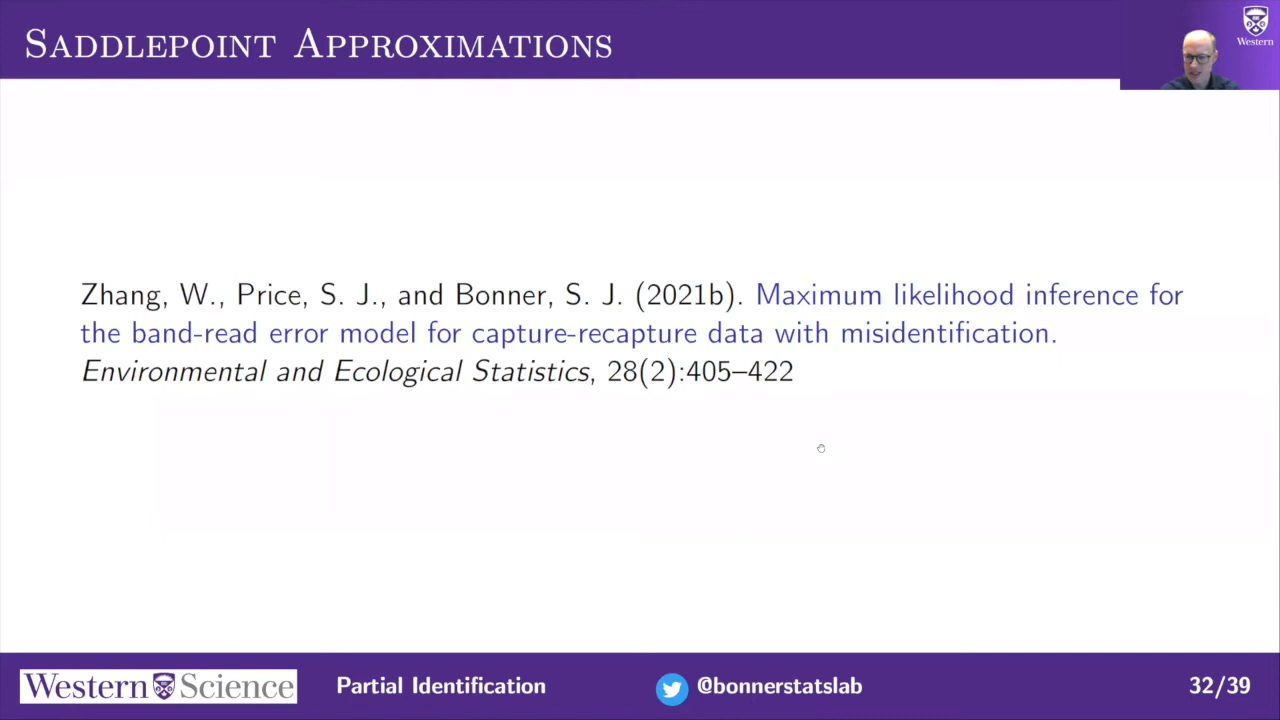 Saddlepoint Approximations
Western
Zhang, W., Price, S. J., and Bonner, S. J. (2021b). Maximum likelihood inference for
the band-read error model for capture-recapture data with misidentification.
Environmental and Ecological Statistics, 28(2):405–422
Western Science
Partial Identification
@bonnerstatslab
32/39